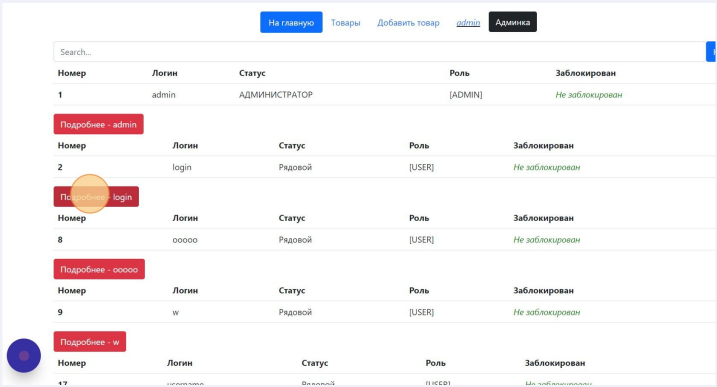 На главную Товары Добавить товар admin Админка
Search...
Номер Логин Статус Роль Заблокирован
1 admin АДМИНИСТРАТОР [ADMIN] Не заблокирован
Подробнее - admin
Номер Логин Статус Роль Заблокирован
2 login Рядовой [USER] Не заблокирован
Подробнее - login
Номер Логин Статус Роль Заблокирован
8 ooooo Рядовой [USER] Не заблокирован
Подробнее - ooooo
Номер Логин Статус Роль Заблокирован
9 w Рядовой [USER] Не заблокирован
Подробнее - w
Номер Логин Статус Роль Заблокирован
17 username Рядовой [USER] Не заблокирован